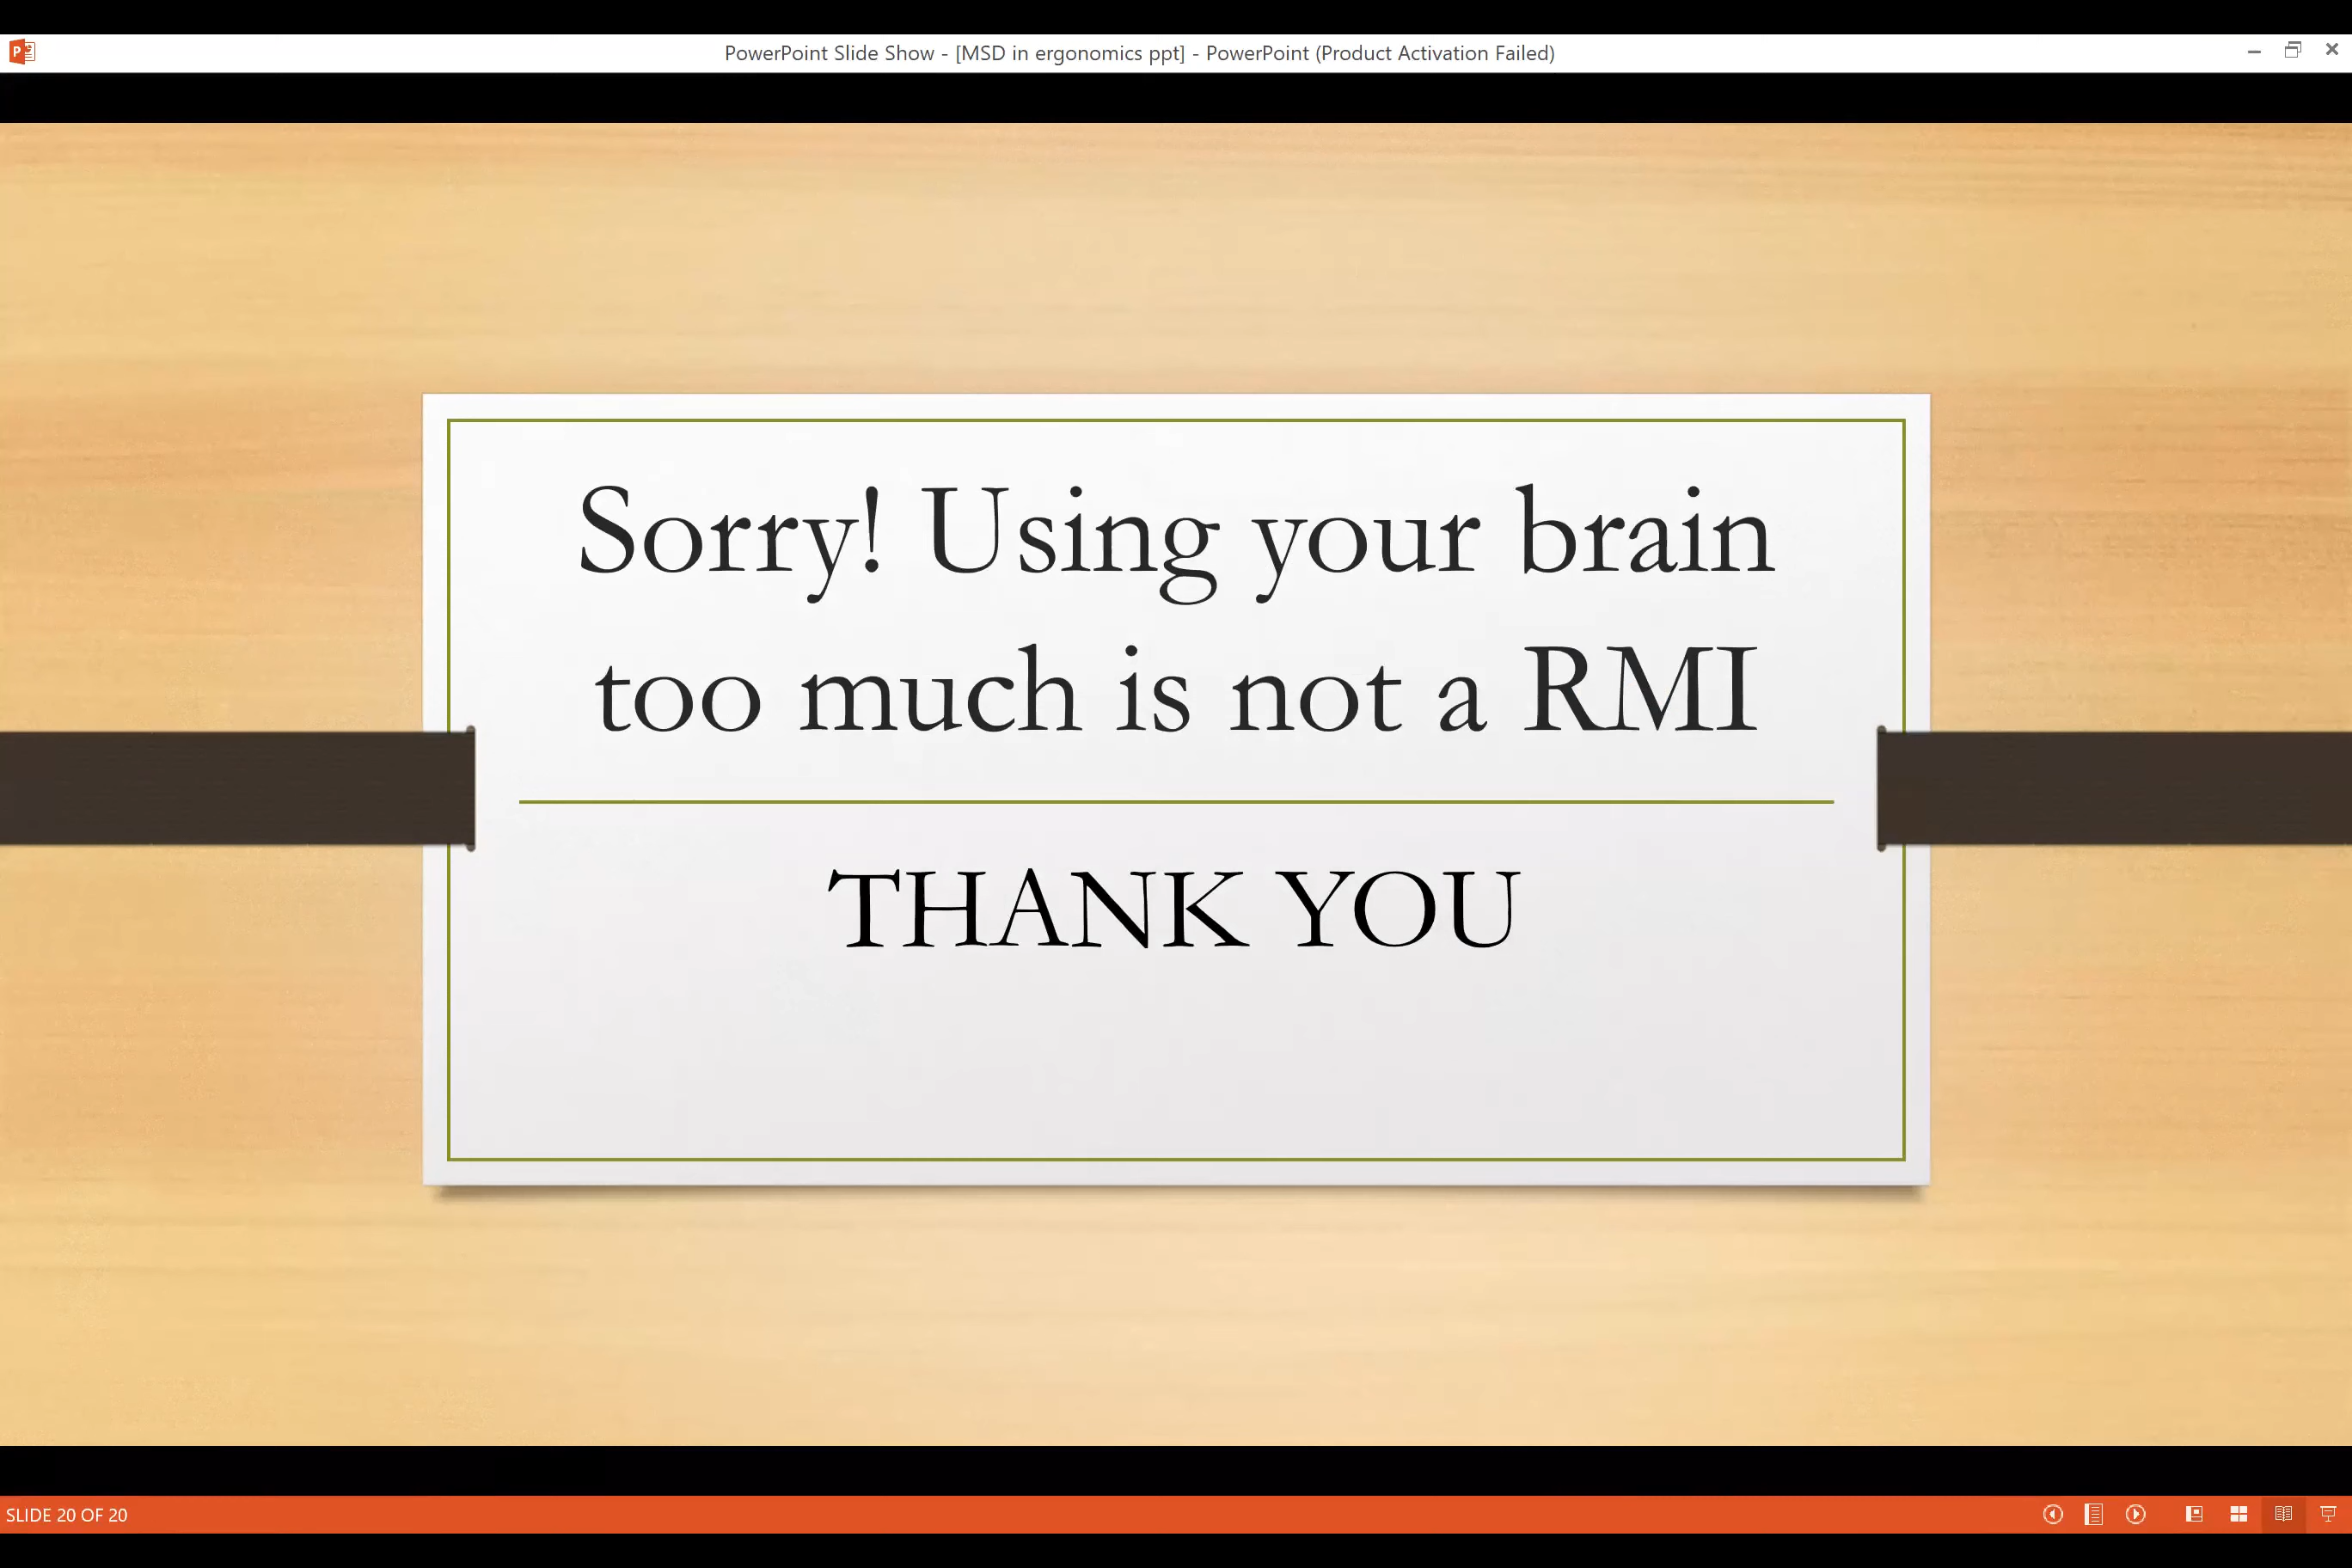 PowerPoint Slide Show - [MSD in ergonomics ppt] - PowerPoint (Product Activation Failed)
Sorry! Using your brain
too much is not a RMI
THANK YOU
SLIDE 20 OF 20